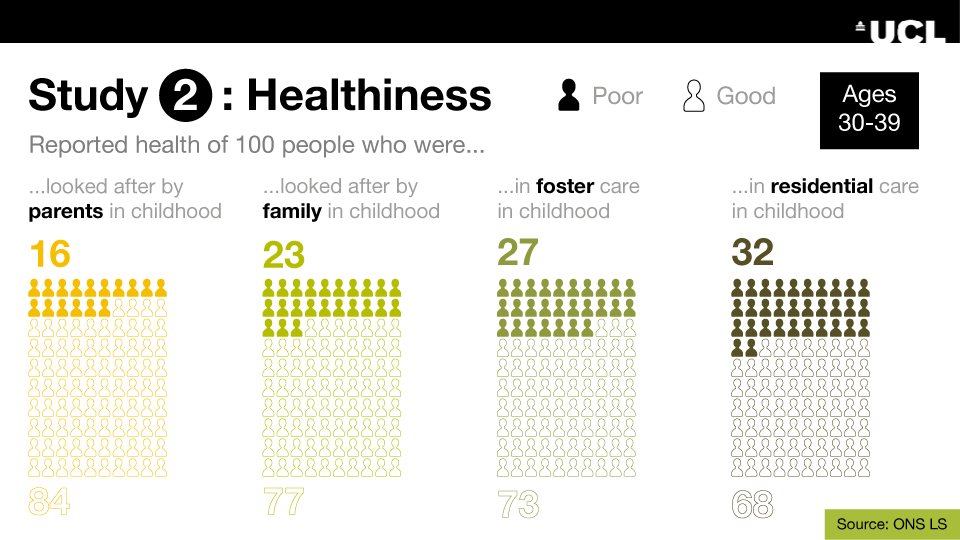 UCL
Study 2 : Healthiness
Poor
Good
Ages
30-39
Reported health of 100 people who were...
...looked after by
parents in childhood
16
84
...looked after by
family in childhood
23
77
...in foster care
in childhood
27
73
...in residential care
in childhood
32
68
Source: ONS LS